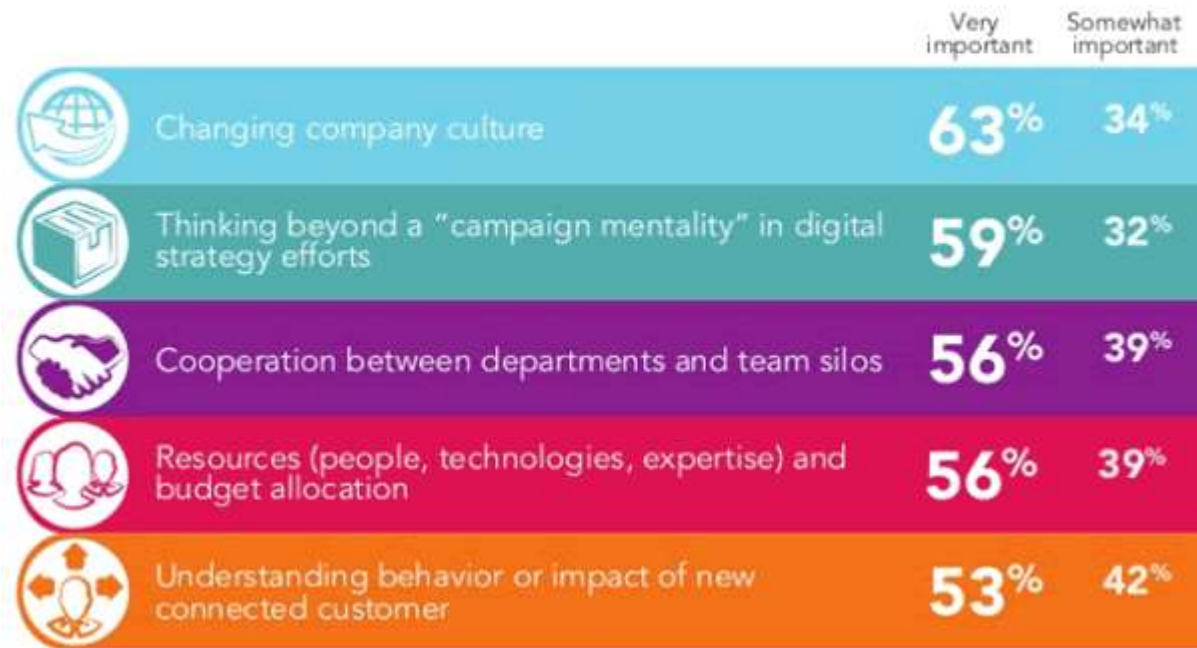 Very Somewhat
important important
Changing company culture 63% 34%
Thinking beyond a “campaign mentality” in digital
strategy efforts 59% 32%
Cooperation between departments and team silos 56% 39%
Resources (people, technologies, expertise) and
budget allocation 56% 39%
Understanding behavior or impact of new
connected customer 53% 42%